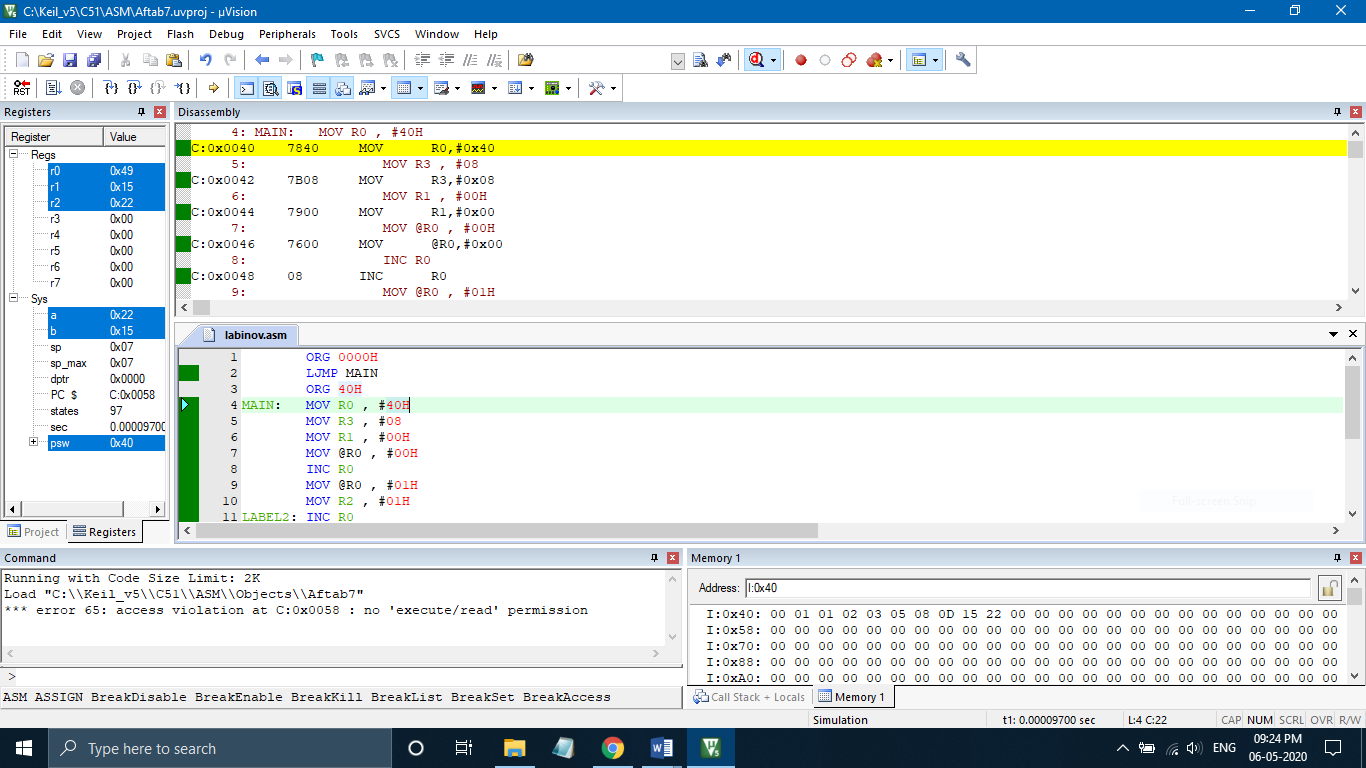 C:\Keil_v5\C51\ASM\Aftab7.uvproj - µVision
File Edit View Project Flash Debug Peripherals Tools SVCS Window Help
RST
Registers
Register Value
Regs
r0 0x49
r1 0x15
r2 0x22
r3 0x00
r4 0x00
r5 0x00
r6 0x00
r7 0x00
Sys
a 0x22
b 0x15
sp 0x07
sp_max 0x07
dptr 0x0000
PC $ C:0x0058
states 97
sec 0.00009700
psw 0x40
Project Registers
Disassembly
4: MAIN: MOV R0 , #40H
C:0x0040 7840 MOV R0,#0x40
5: MOV R3 , #08
C:0x0042 7B08 MOV R3,#0x08
6: MOV R1 , #00H
C:0x0044 7900 MOV R1,#0x00
7: MOV @R0 , #00H
C:0x0046 7600 MOV @R0,#0x00
8: INC R0
C:0x0048 08 INC R0
9: MOV @R0 , #01H
labinov.asm
1 ORG 0000H
2 LJMP MAIN
3 ORG 40H
4 MAIN: MOV R0 , #40H
5 MOV R3 , #08
6 MOV R1 , #00H
7 MOV @R0 , #00H
8 INC R0
9 MOV @R0 , #01H
10 MOV R2 , #01H
11 LABEL2: INC R0
Command
Running with Code Size Limit: 2K
Load "C:\\Keil_v5\\C51\\ASM\\Objects\\Aftab7"
*** error 65: access violation at C:0x0058 : no 'execute/read' permission
>
ASM ASSIGN BreakDisable BreakEnable BreakKill BreakList BreakSet BreakAccess
Memory 1
Address: I:0x40
I:0x40: 00 01 01 02 03 05 08 0D 15 22 00 00 00 00 00 00 00 00 00 00 00 00 00 00
I:0x58: 00 00 00 00 00 00 00 00 00 00 00 00 00 00 00 00 00 00 00 00 00 00 00 00
I:0x70: 00 00 00 00 00 00 00 00 00 00 00 00 00 00 00 00 00 00 00 00 00 00 00 00
I:0x88: 00 00 00 00 00 00 00 00 00 00 00 00 00 00 00 00 00 00 00 00 00 00 00 00
I:0xA0: 00 00 00 00 00 00 00 00 00 00 00 00 00 00 00 00 00 00 00 00 00 00 00 00
Call Stack + Locals Memory 1
Simulation t1: 0.00009700 sec L:4 C:22 CAP NUM SCRL OVR R/W
Type here to search
ENG
09:24 PM
06-05-2020